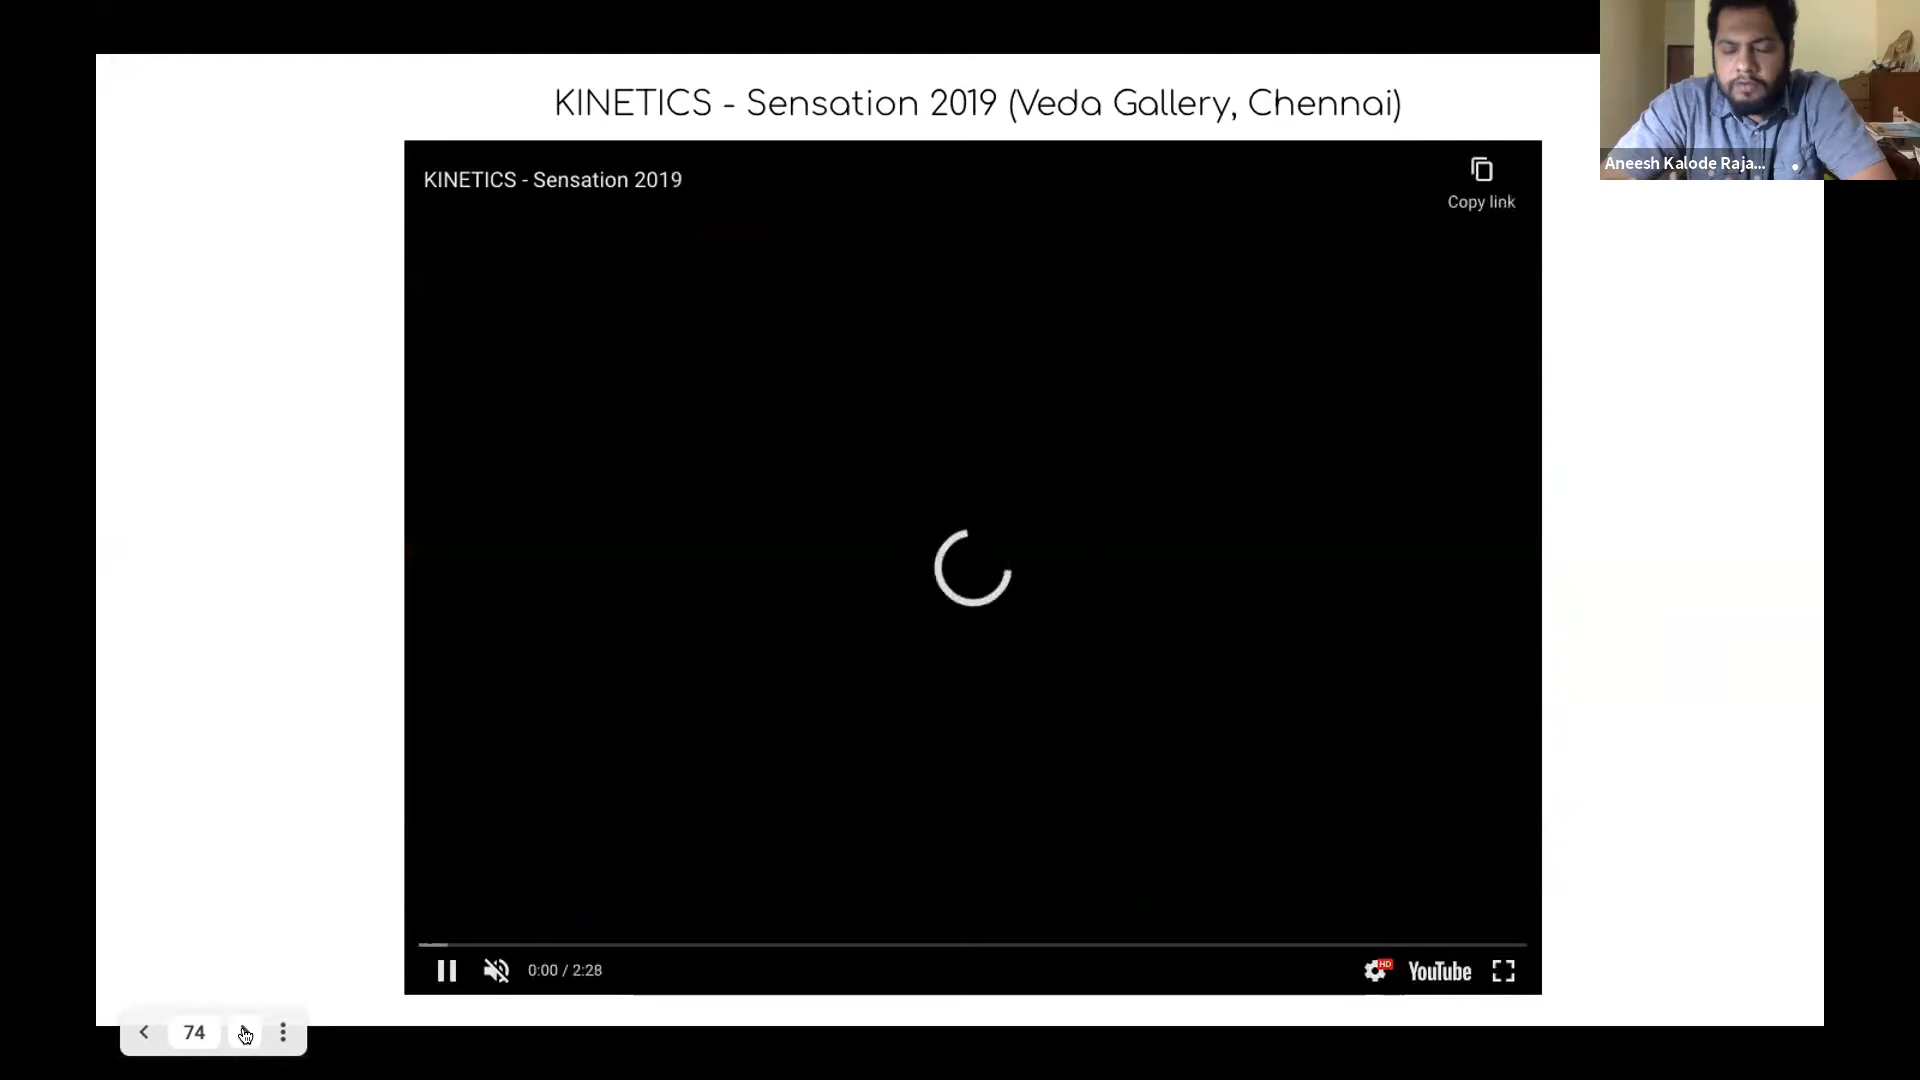 KINETICS - Sensation 2019 (Veda Gallery, Chennai)
KINETICS - Sensation 2019
Copy link
Aneesh Kalode Raja...
0:00 / 2:28
HD
YouTube
74